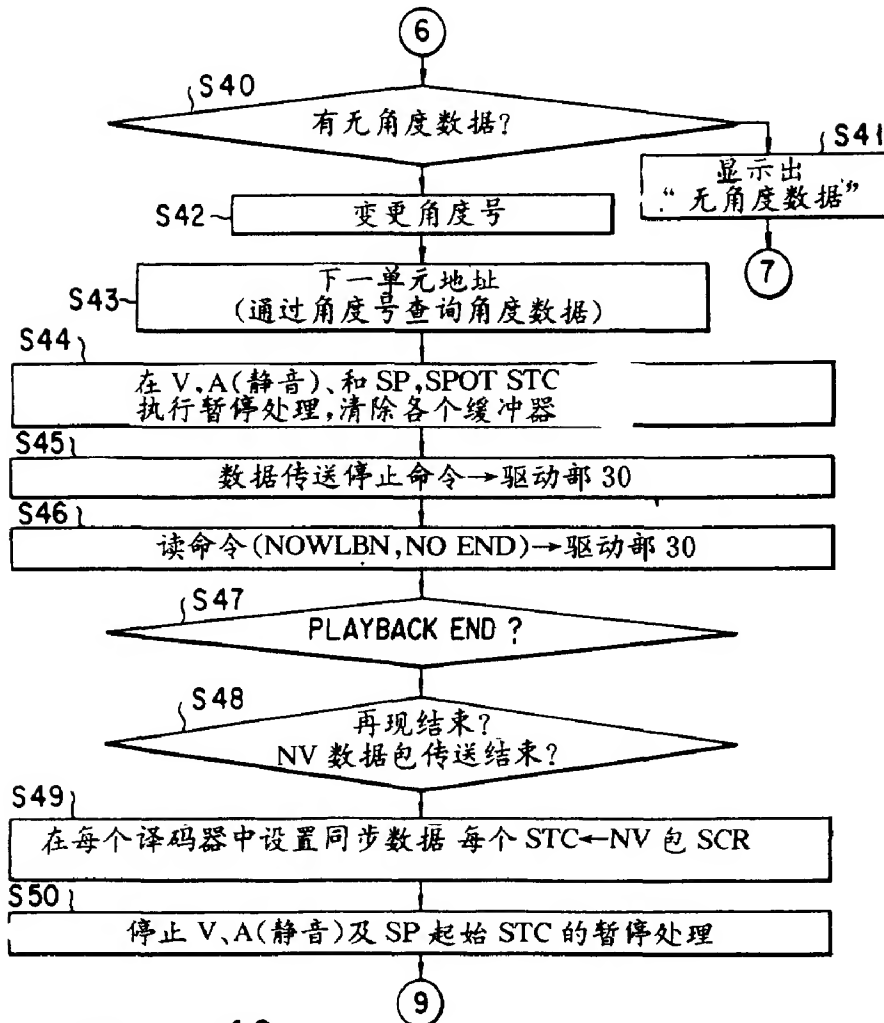 6
S40
有无角度数据?
S41
显示出
“无角度数据”
7
S42
变更角度号
S43
下一单元地址
(通过角度号查询角度数据)
S44
在 V,A(静音)、和 SP,SPOT STC
执行暂停处理,清除各个缓冲器
S45
数据传送停止命令→驱动部 30
S46
读命令(NOWLBN,NO END)→驱动部 30
S47
PLAYBACK END ?
S48
再现结束?
NV 数据包传送结束?
S49
在每个译码器中设置同步数据 每个 STC←NV 包 SCR
S50
停止 V、A(静音)及 SP 起始 STC 的暂停处理
9